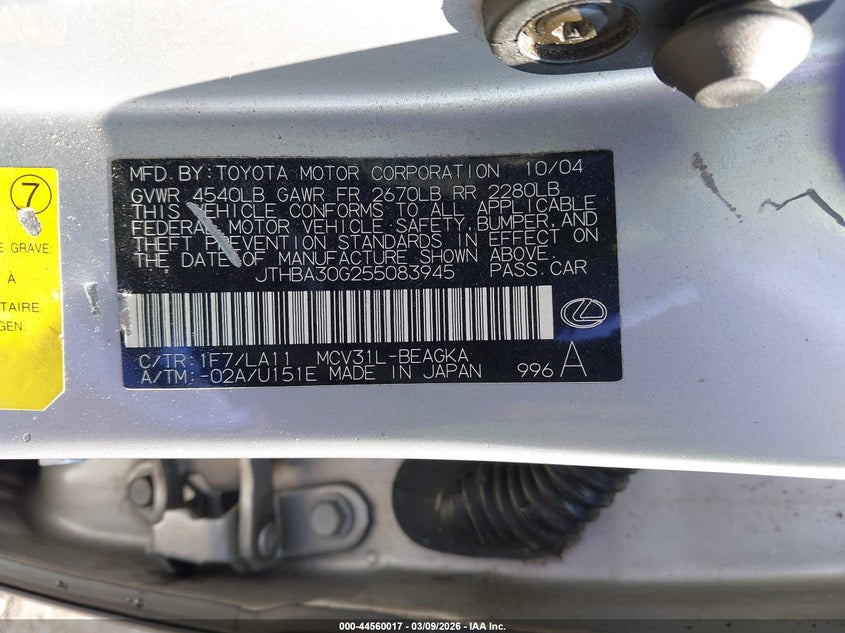 MFD. BY: TOYOTA MOTOR CORPORATION 10/04
GVWR 4540LB GAWR FR 2670LB RR 2280LB
THIS VEHICLE CONFORMS TO ALL APPLICABLE
FEDERAL MOTOR VEHICLE SAFETY, BUMPER, AND
THEFT PREVENTION STANDARDS IN EFFECT ON
THE DATE OF MANUFACTURE SHOWN ABOVE.
JTHBA30G255083945 PASS. CAR
C/TR: 1F7/LA11 MCV31L-BEAGKA
A/TM: -02A/U151E MADE IN JAPAN 996 A
7
E GRAVE:
À
TAIRE.
GEN:
000-44560017 - 03/09/2026 - IAA Inc.